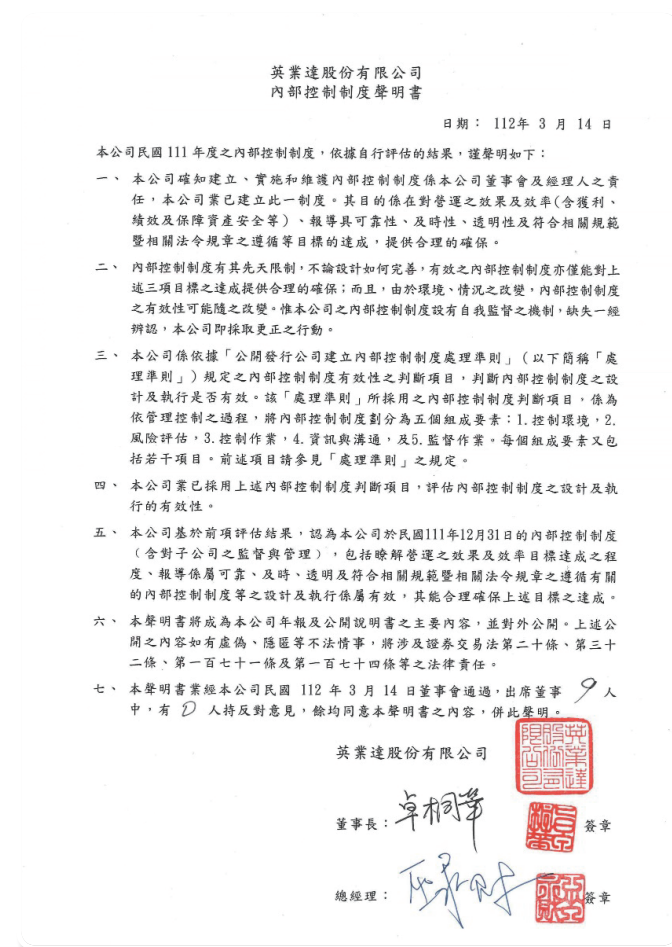 英業達股份有限公司
內部控制制度聲明書
日期： 112年 3 月 14 日
本公司民國 111 年度之內部控制制度，依據自行評估的結果，謹聲明如下：
一、 本公司確知建立、實施和維護內部控制制度係本公司董事會及經理人之責
任，本公司業已建立此一制度。其目的係在對營運之效果及效率(含獲利、
績效及保障資產安全等)、報導具可靠性、及時性、透明性及符合相關規範
暨相關法令規章之遵循等目標的達成，提供合理的確保。
二、 內部控制制度有其先天限制，不論設計如何完善，有效之內部控制制度亦僅能對上
述三項目標之達成提供合理的確保；而且，由於環境、情況之改變，內部控制制度
之有效性可能隨之改變。惟本公司之內部控制制度設有自我監督之機制，缺失一經
辨認，本公司即採取更正之行動。
三、 本公司係依據「公開發行公司建立內部控制制度處理準則」(以下簡稱「處
理準則」)規定之內部控制制度有效性之判斷項目，判斷內部控制制度之設
計及執行是否有效。該「處理準則」所採用之內部控制制度判斷項目，係為
依管理控制之過程，將內部控制制度劃分為五個組成要素：1.控制環境，2.
風險評估，3.控制作業，4.資訊與溝通，及5.監督作業。每個組成要素又包
括若干項目。前述項目請參見「處理準則」之規定。
四、 本公司業已採用上述內部控制制度判斷項目，評估內部控制制度之設計及執
行的有效性。
五、 本公司基於前項評估結果，認為本公司於民國111年12月31日的內部控制制度
(含對子公司之監督與管理)，包括瞭解營運之效果及效率目標達成之程
度、報導係屬可靠、及時、透明及符合相關規範暨相關法令規章之遵循有關
的內部控制制度等之設計及執行係屬有效，其能合理確保上述目標之達成。
六、 本聲明書將成為本公司年報及公開說明書之主要內容，並對外公開。上述公
開之內容如有虛偽、隱匿等不法情事，將涉及證券交易法第二十條、第三十
二條、第一百七十一條及第一百七十四條等之法律責任。
七、 本聲明書業經本公司民國 112 年 3 月 14 日董事會通過，出席董事 9 人
中，有 0 人持反對意見，餘均同意本聲明書之內容，併此聲明。
英業達股份有限公司
英業達股份有限公司
董事長：卓桐華 簽章
總經理： 簽章